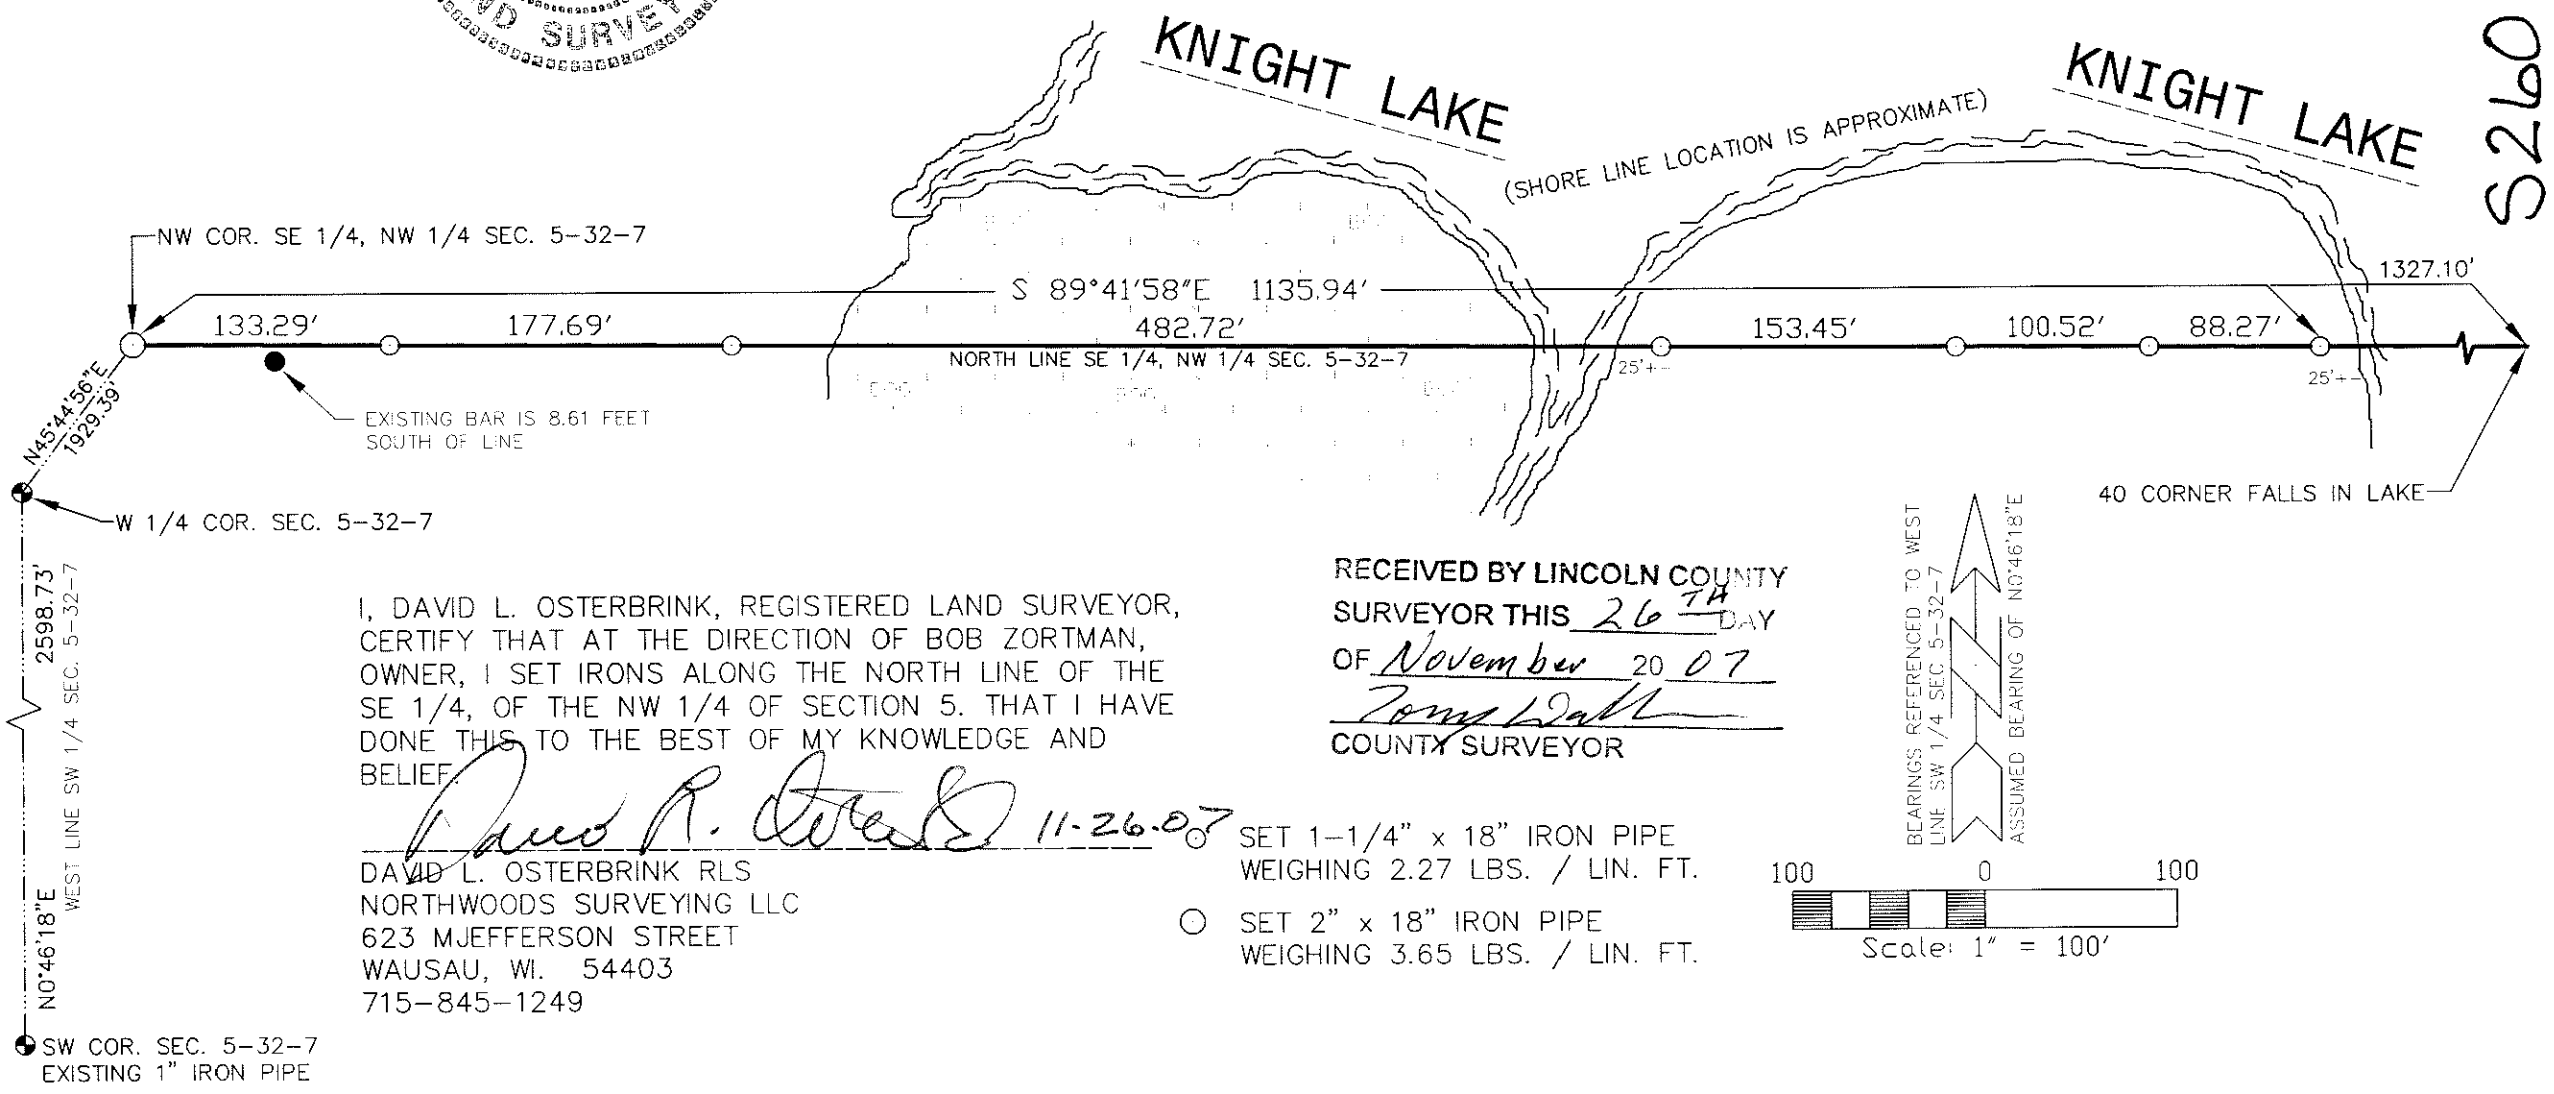 ND SURVEY
KNIGHT LAKE
KNIGHT LAKE
S260
(SHORE LINE LOCATION IS APPROXIMATE)
NW COR. SE 1/4, NW 1/4 SEC. 5-32-7
1327.10'
S 89°41'58"E 1135.94'
133.29'
177.69'
482.72'
153.45'
100.52'
88.27'
NORTH LINE SE 1/4, NW 1/4 SEC. 5-32-7
25'+-
25'+-
EXISTING BAR IS 8.61 FEET
SOUTH OF LINE
N45°44'56"E
1929.39'
W 1/4 COR. SEC. 5-32-7
40 CORNER FALLS IN LAKE
2598.73'
N0°46'18"E
WEST LINE SW 1/4 SEC. 5-32-7
I, DAVID L. OSTERBRINK, REGISTERED LAND SURVEYOR,
CERTIFY THAT AT THE DIRECTION OF BOB ZORTMAN,
OWNER, I SET IRONS ALONG THE NORTH LINE OF THE
SE 1/4, OF THE NW 1/4 OF SECTION 5. THAT I HAVE
DONE THIS TO THE BEST OF MY KNOWLEDGE AND
BELIEF.
11-26-07
DAVID L. OSTERBRINK RLS
NORTHWOODS SURVEYING LLC
623 MJEFFERSON STREET
WAUSAU, WI. 54403
715-845-1249
RECEIVED BY LINCOLN COUNTY
SURVEYOR THIS 26 TH DAY
OF November 20 07
COUNTY SURVEYOR
SET 1-1/4" x 18" IRON PIPE
WEIGHING 2.27 LBS. / LIN. FT.
SET 2" x 18" IRON PIPE
WEIGHING 3.65 LBS. / LIN. FT.
BEARINGS REFERENCED TO WEST
LINE SW 1/4 SEC 5-32-7
ASSUMED BEARING OF N0°46'18"E
100 0 100
Scale: 1" = 100'
SW COR. SEC. 5-32-7
EXISTING 1" IRON PIPE